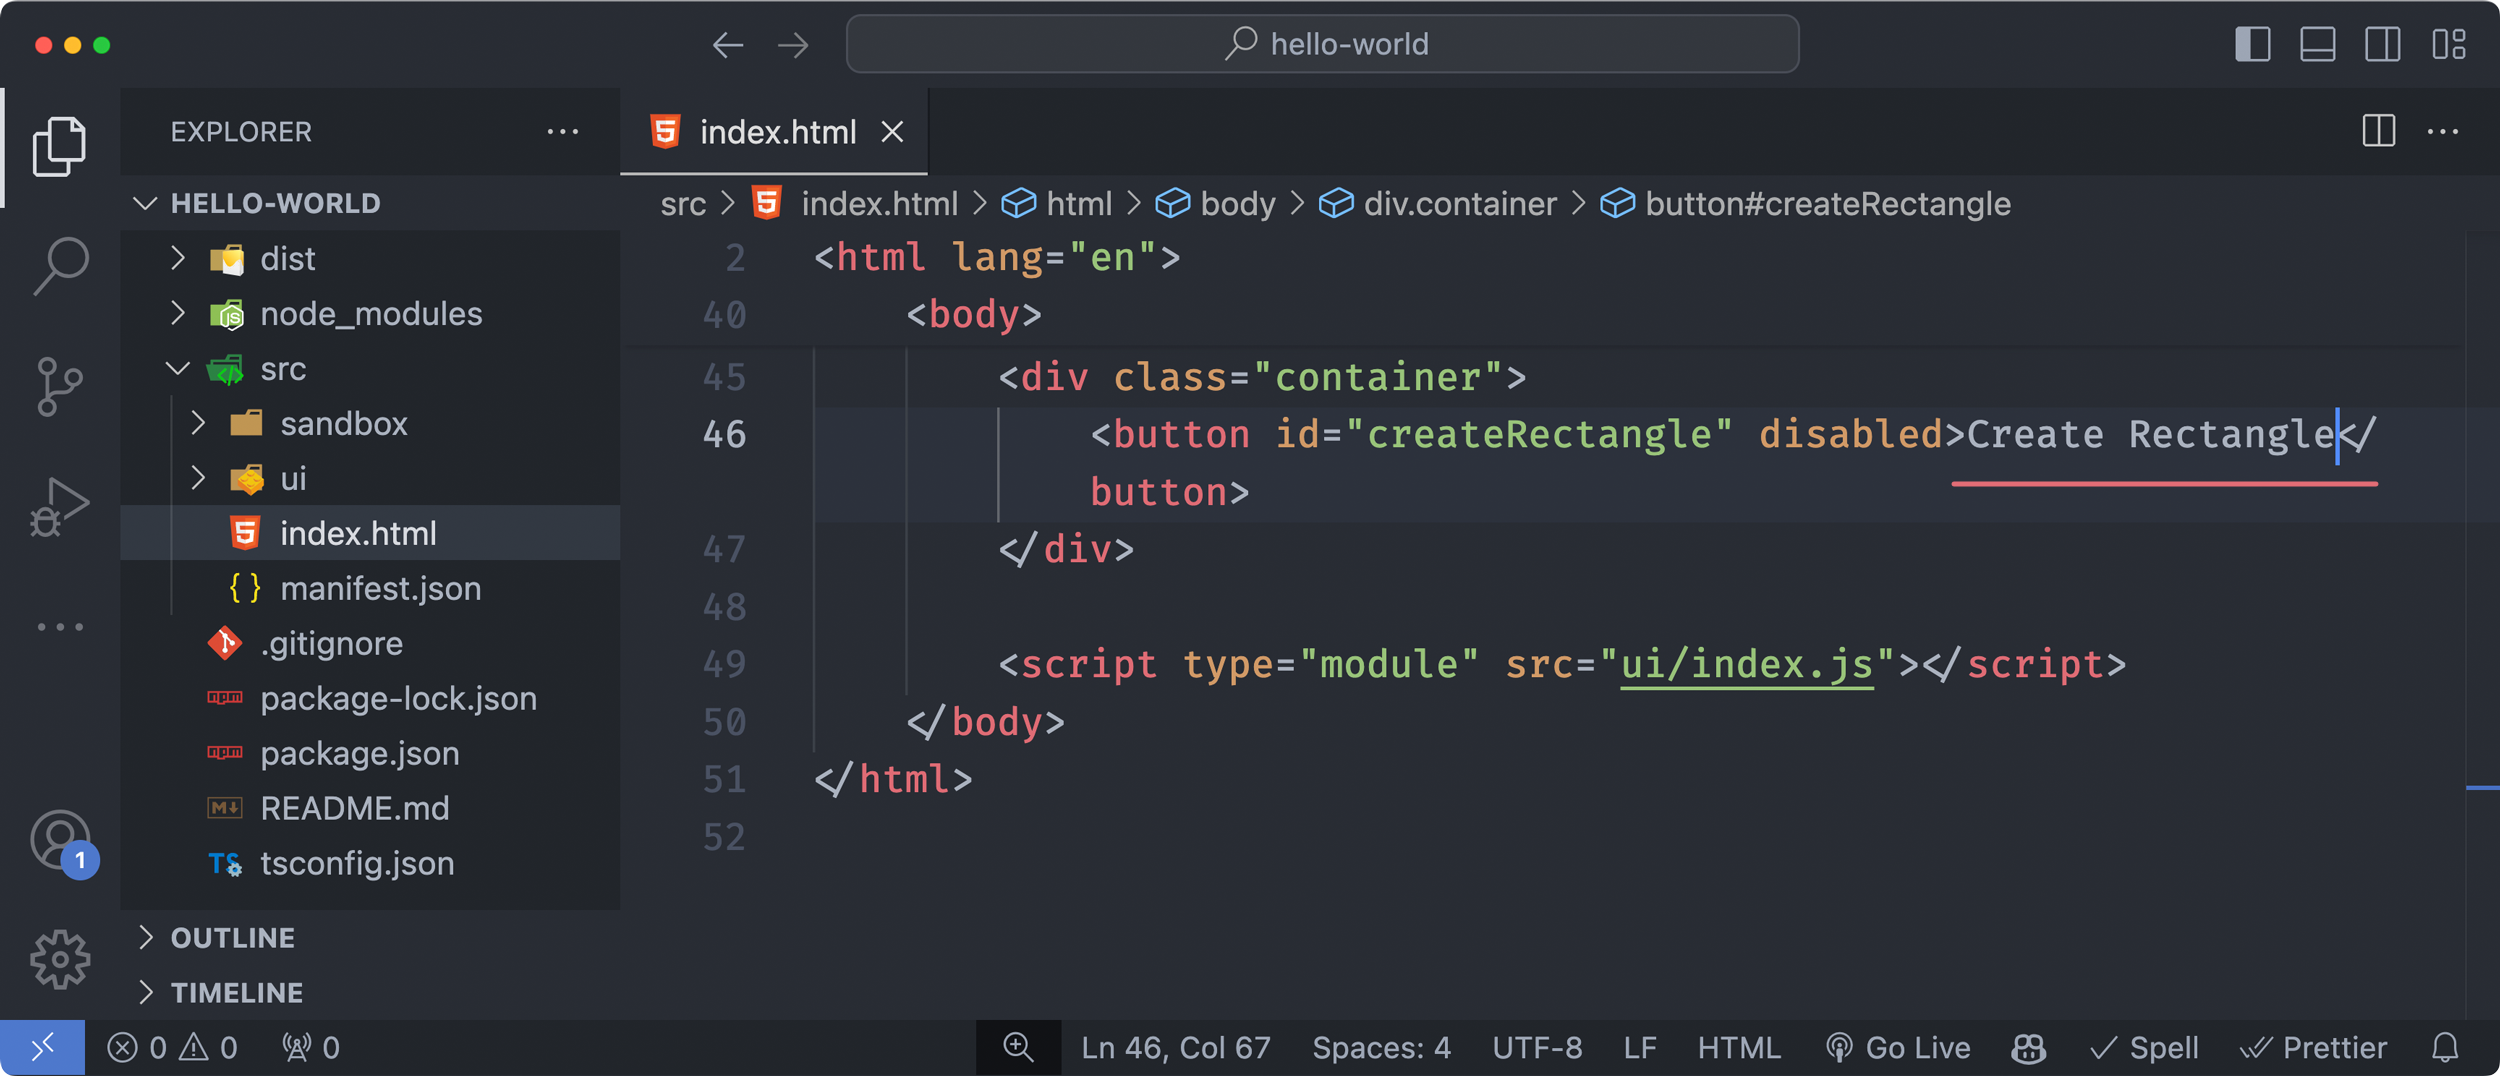 hello-world
EXPLORER
index.html
HELLO-WORLD
src > index.html > html > body > div.container > button#createRectangle
dist
node_modules
src
sandbox
ui
index.html
manifest.json
.gitignore
package-lock.json
package.json
README.md
tsconfig.json
OUTLINE
TIMELINE
2 <html lang="en">
40 <body>
45 <div class="container">
46 <button id="createRectangle" disabled>Create Rectangle</
button>
47 </div>
48
49 <script type="module" src="ui/index.js"></script>
50 </body>
51 </html>
52
1
0 0 0
Ln 46, Col 67 Spaces: 4 UTF-8 LF HTML Go Live Spell Prettier